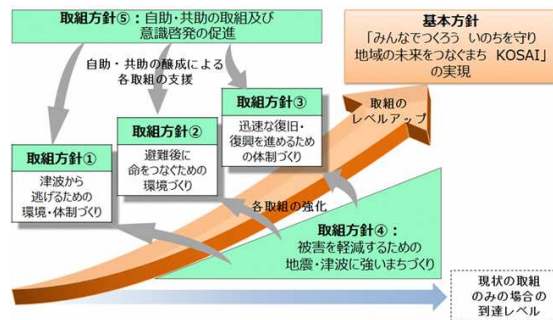 取組方針⑤：自助・共助の取組及び
意識啓発の促進
自助・共助の醸成による
各取組の支援
基本方針
「みんなでつくろう いのちを守り
地域の未来をつなぐまち KOSAI」
の実現
取組の
レベルアップ
取組方針③
迅速な復旧・
復興を進めるため
の体制づくり
取組方針②
避難後に
命をつなぐための
環境づくり
取組方針①
津波から
逃げるための
環境・体制づくり
各取組の強化
取組方針④：
被害を軽減するための
地震・津波に強いまちづくり
現状の取組
のみの場合の
到達レベル